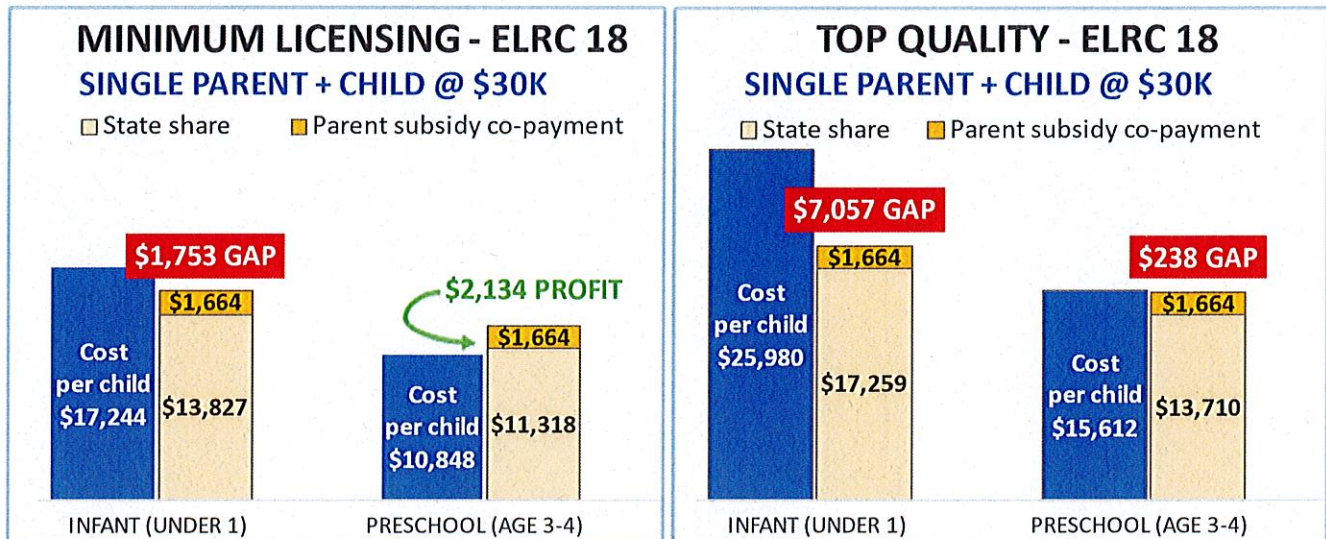 MINIMUM LICENSING - ELRC 18
SINGLE PARENT + CHILD @ $30K
State share
Parent subsidy co-payment
$1,753 GAP
$1,664
Cost
per child
$17,244
$13,827
$2,134 PROFIT
$1,664
Cost
per child
$10,848
$11,318
INFANT (UNDER 1)
PRESCHOOL (AGE 3-4)
TOP QUALITY - ELRC 18
SINGLE PARENT + CHILD @ $30K
State share
Parent subsidy co-payment
$7,057 GAP
$1,664
Cost
per child
$25,980
$17,259
$238 GAP
$1,664
Cost
per child
$15,612
$13,710
INFANT (UNDER 1)
PRESCHOOL (AGE 3-4)